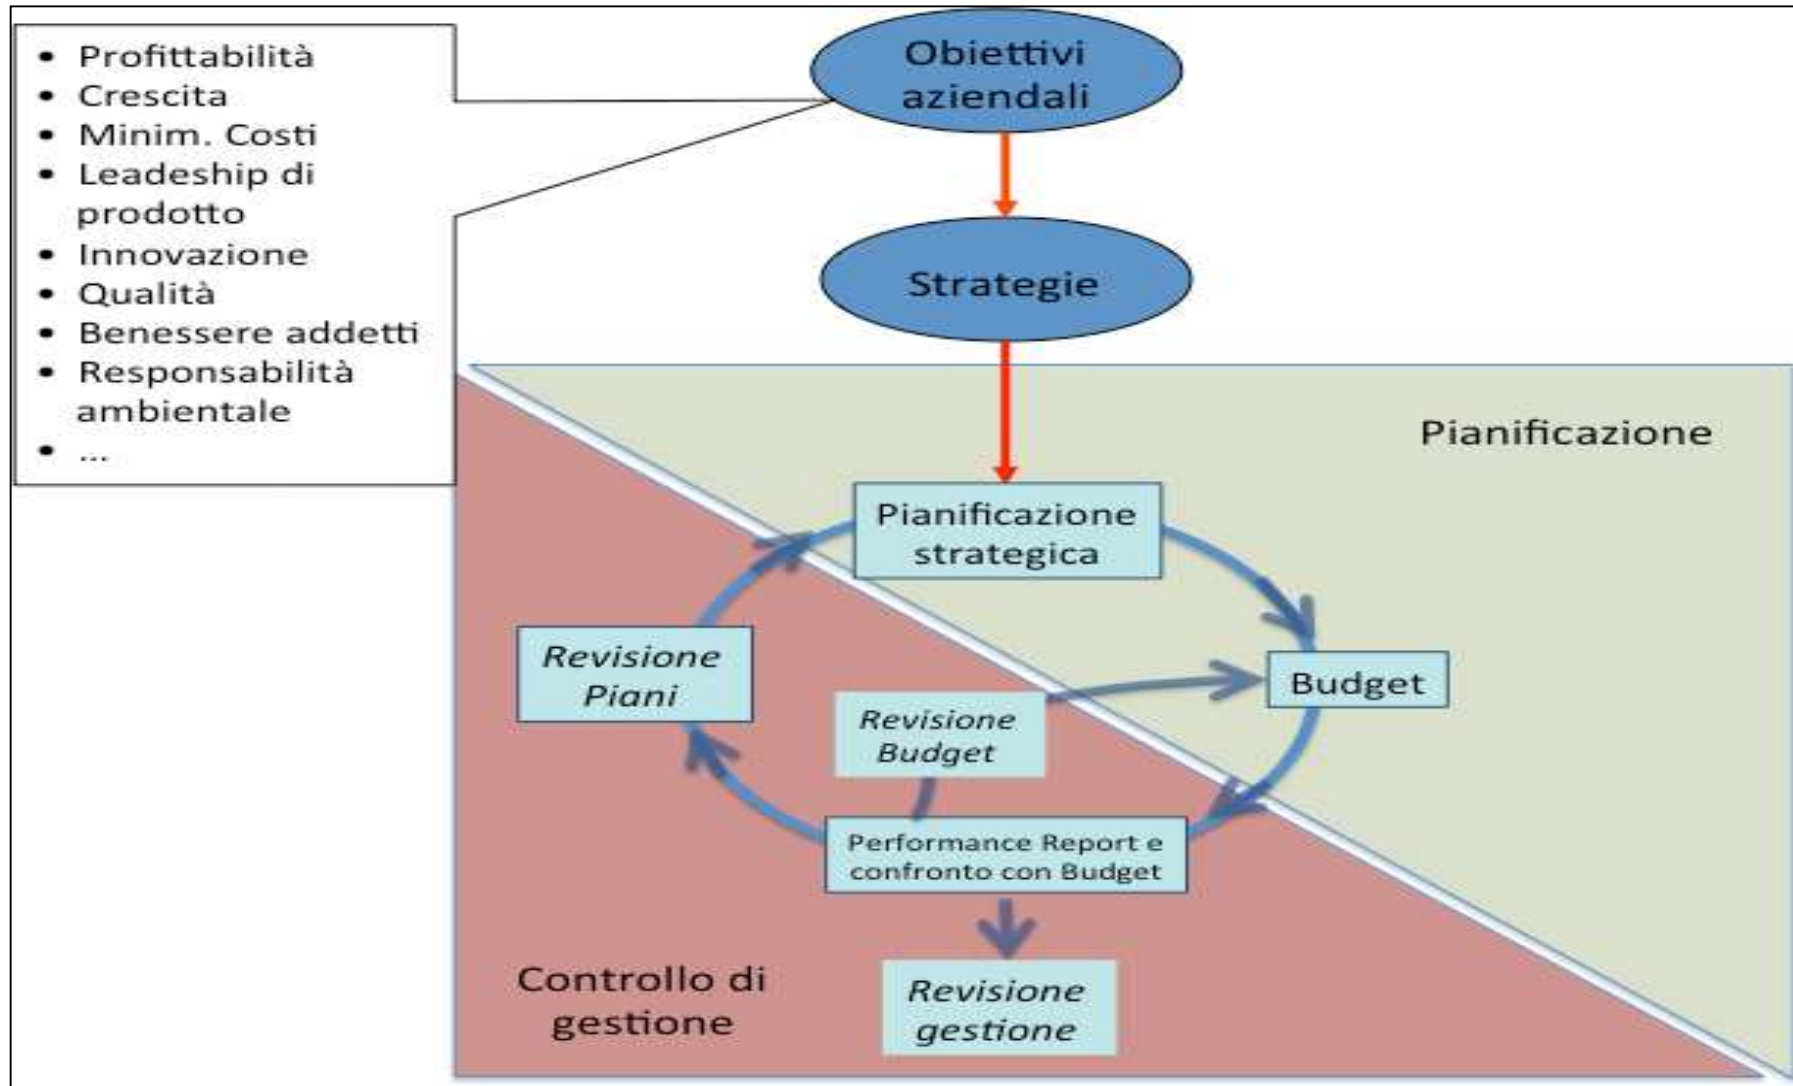 • Profittabilità
• Crescita
• Minim. Costi
• Leadeship di
prodotto
• Innovazione
• Qualità
• Benessere addetti
• Responsabilità
ambientale
• ...
Obiettivi
aziendali
Strategie
Pianificazione
Pianificazione
strategica
Revisione
Piani
Budget
Revisione
Budget
Performance Report e
confronto con Budget
Controllo di
gestione
Revisione
gestione